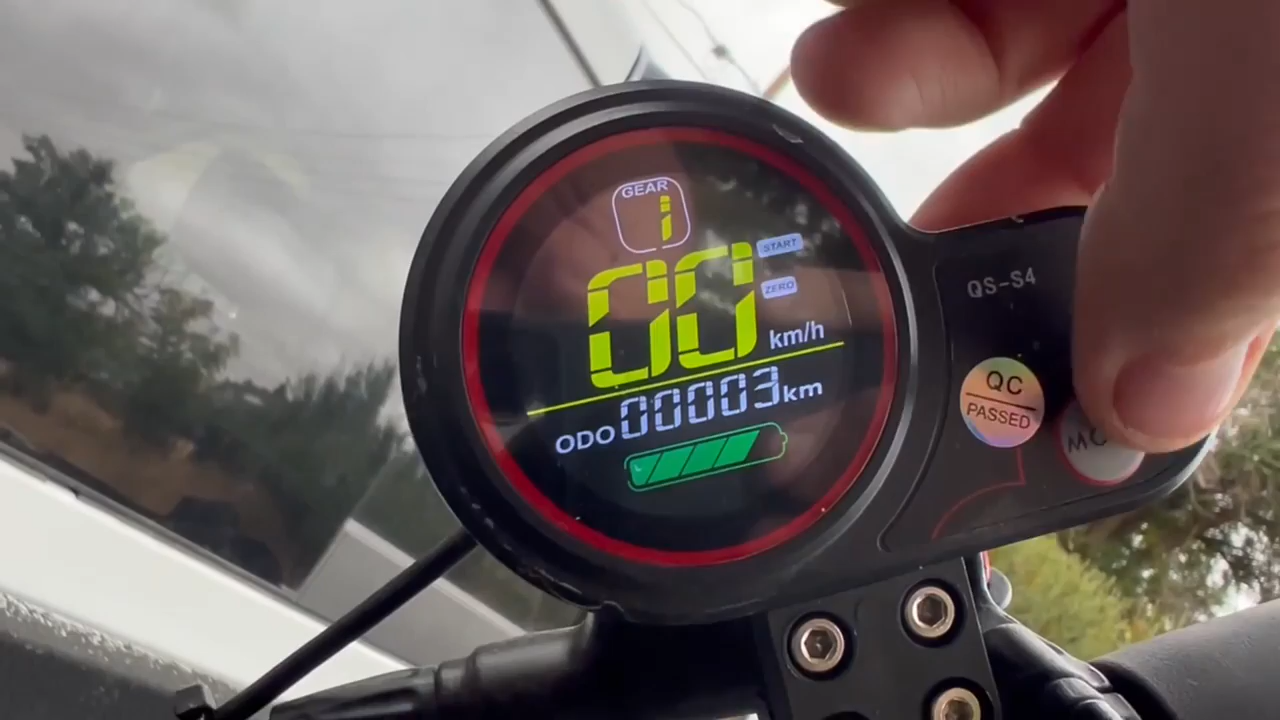 GEAR
1
START
00
ZERO
km/h
ODO 00003 km
QS-S4
QC
PASSED